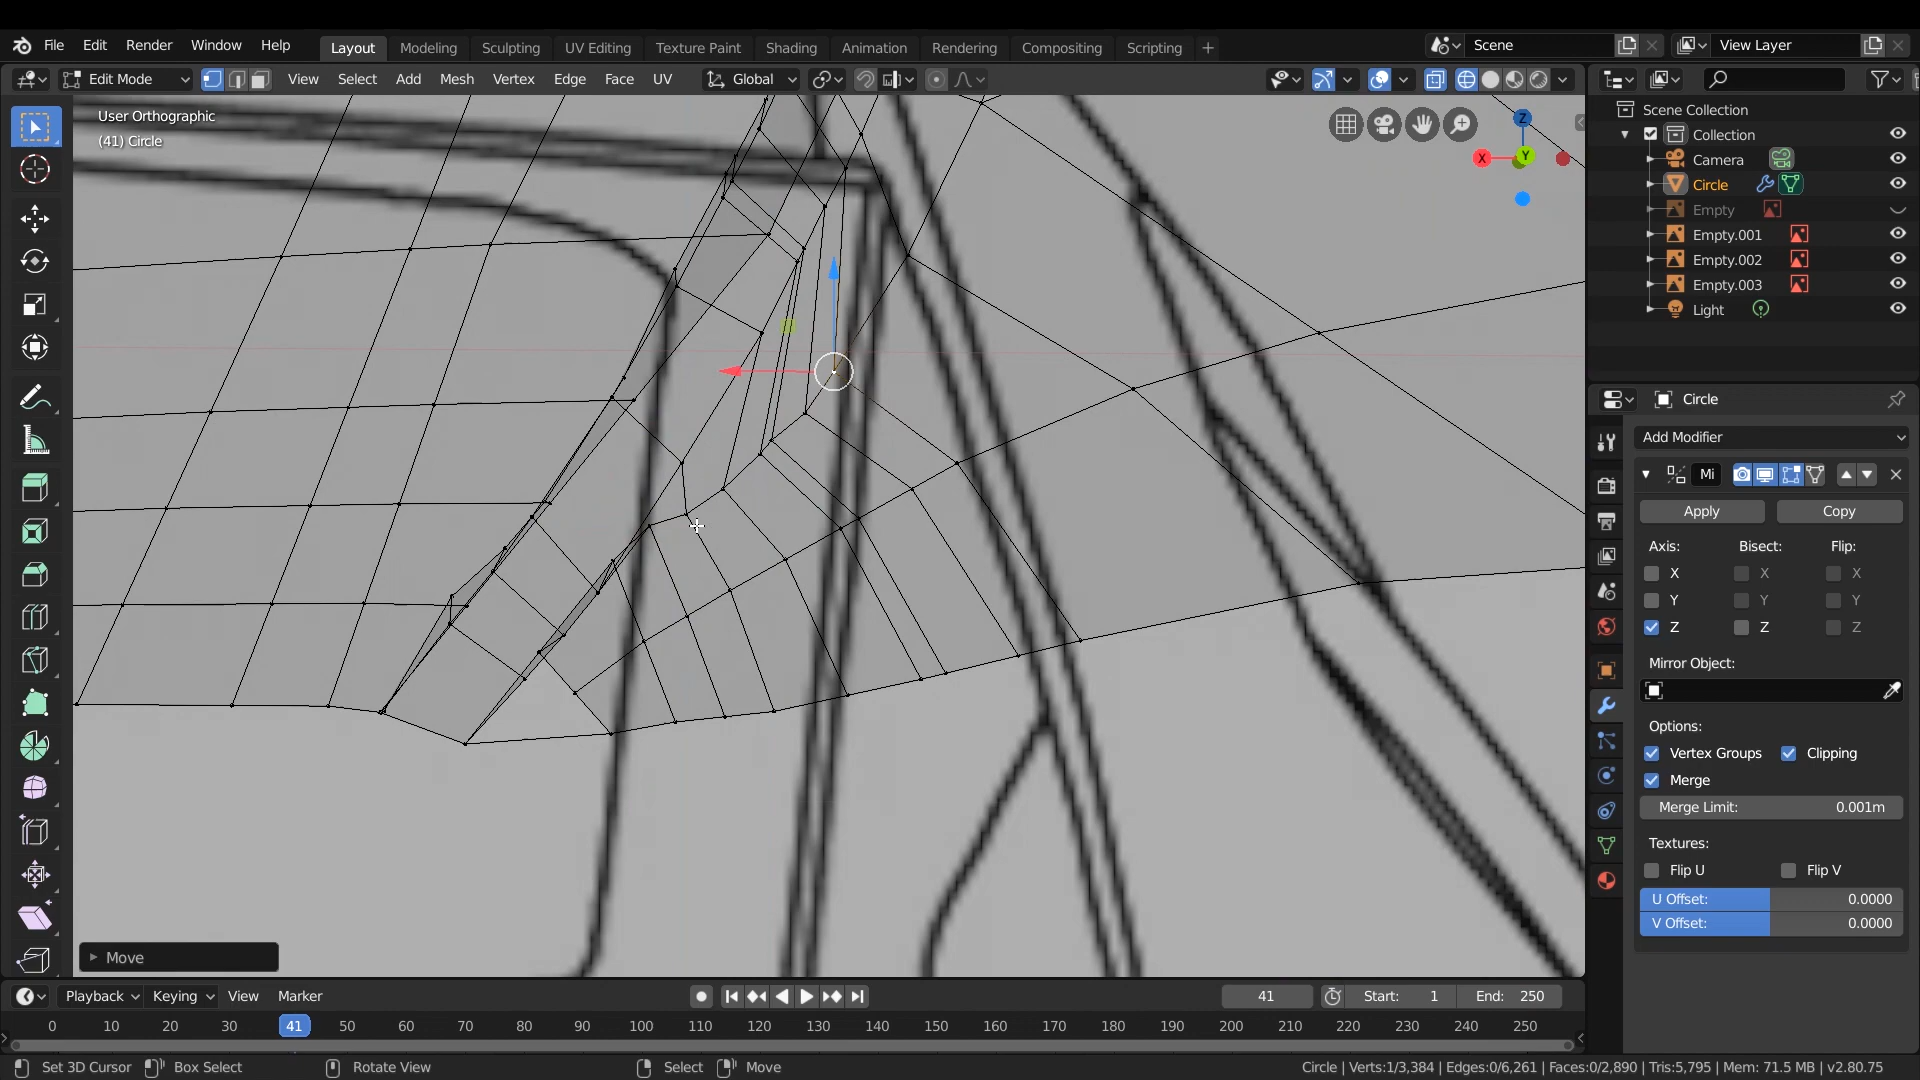 File Edit Render Window Help Layout Modeling Sculpting UV Editing Texture Paint Shading Animation Rendering Compositing Scripting + Scene View Layer
Edit Mode View Select Add Mesh Vertex Edge Face UV Global
User Orthographic
(41) Circle
Z
X
Y
Scene Collection
Collection
Camera
Circle
Empty
Empty.001
Empty.002
Empty.003
Light
Circle
Add Modifier
Mi
Apply Copy
Axis: Bisect: Flip:
X X X
Y Y Y
Z Z Z
Mirror Object:
Options:
Vertex Groups Clipping
Merge
Merge Limit: 0.001m
Textures:
Flip U Flip V
U Offset: 0.0000
V Offset: 0.0000
Move
Playback Keying View Marker 41 Start: 1 End: 250
0 10 20 30 41 50 60 70 80 90 100 110 120 130 140 150 160 170 180 190 200 210 220 230 240 250
Set 3D Cursor Box Select Rotate View Select Move Circle | Verts:1/3,384 | Edges:0/6,261 | Faces:0/2,890 | Tris:5,795 | Mem: 71.5 MB | v2.80.75